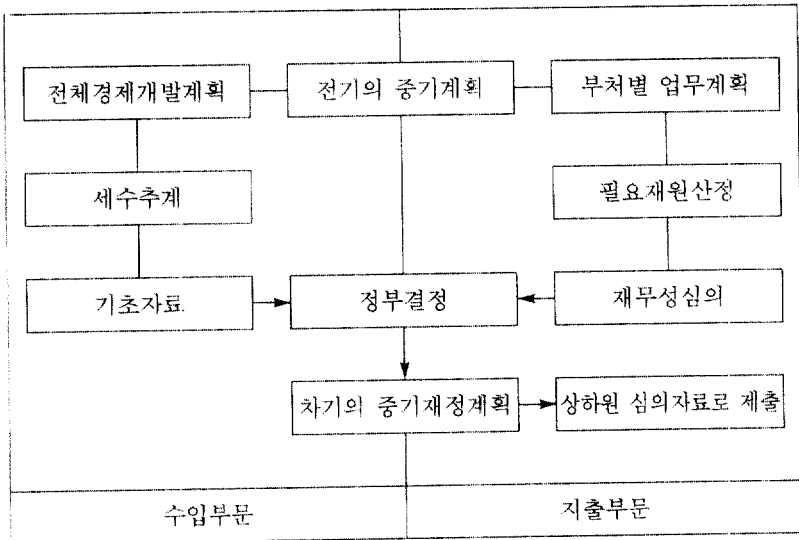 전체경제개발계획
전기의 중기계획
부처별 업무계획
세수추계
필요재원산정
기초자료
정부결정
재무성심의
차기의 중기재정계획
상하원 심의자료로 제출
수입부문
지출부문